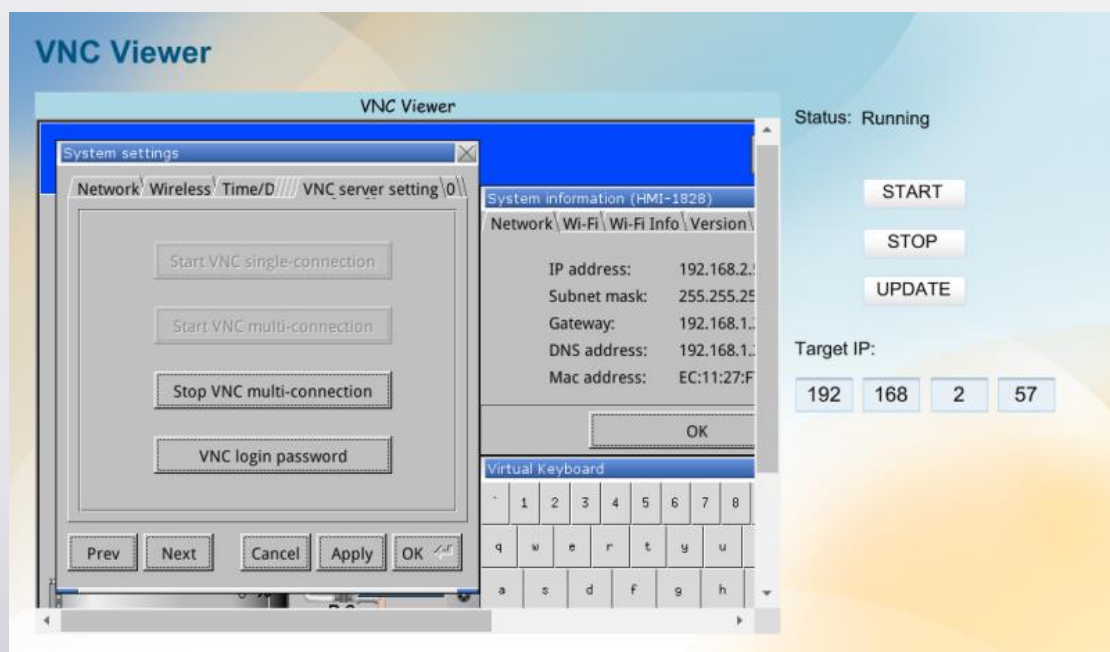 VNC Viewer
VNC Viewer
System settings
Network Wireless Time/D VNC server setting
Start VNC single-connection
Start VNC multi-connection
Stop VNC multi-connection
VNC login password
Prev Next Cancel Apply OK
System information (HMI-1828)
Network Wi-Fi Wi-Fi Info Version
IP address: 192.168.2.
Subnet mask: 255.255.25
Gateway: 192.168.1.
DNS address: 192.168.1.
Mac address: EC:11:27:F
OK
Virtual Keyboard
` 1 2 3 4 5 6 7 8
q w e r t y u
a s d f g h
Status: Running
START
STOP
UPDATE
Target IP:
192 168 2 57